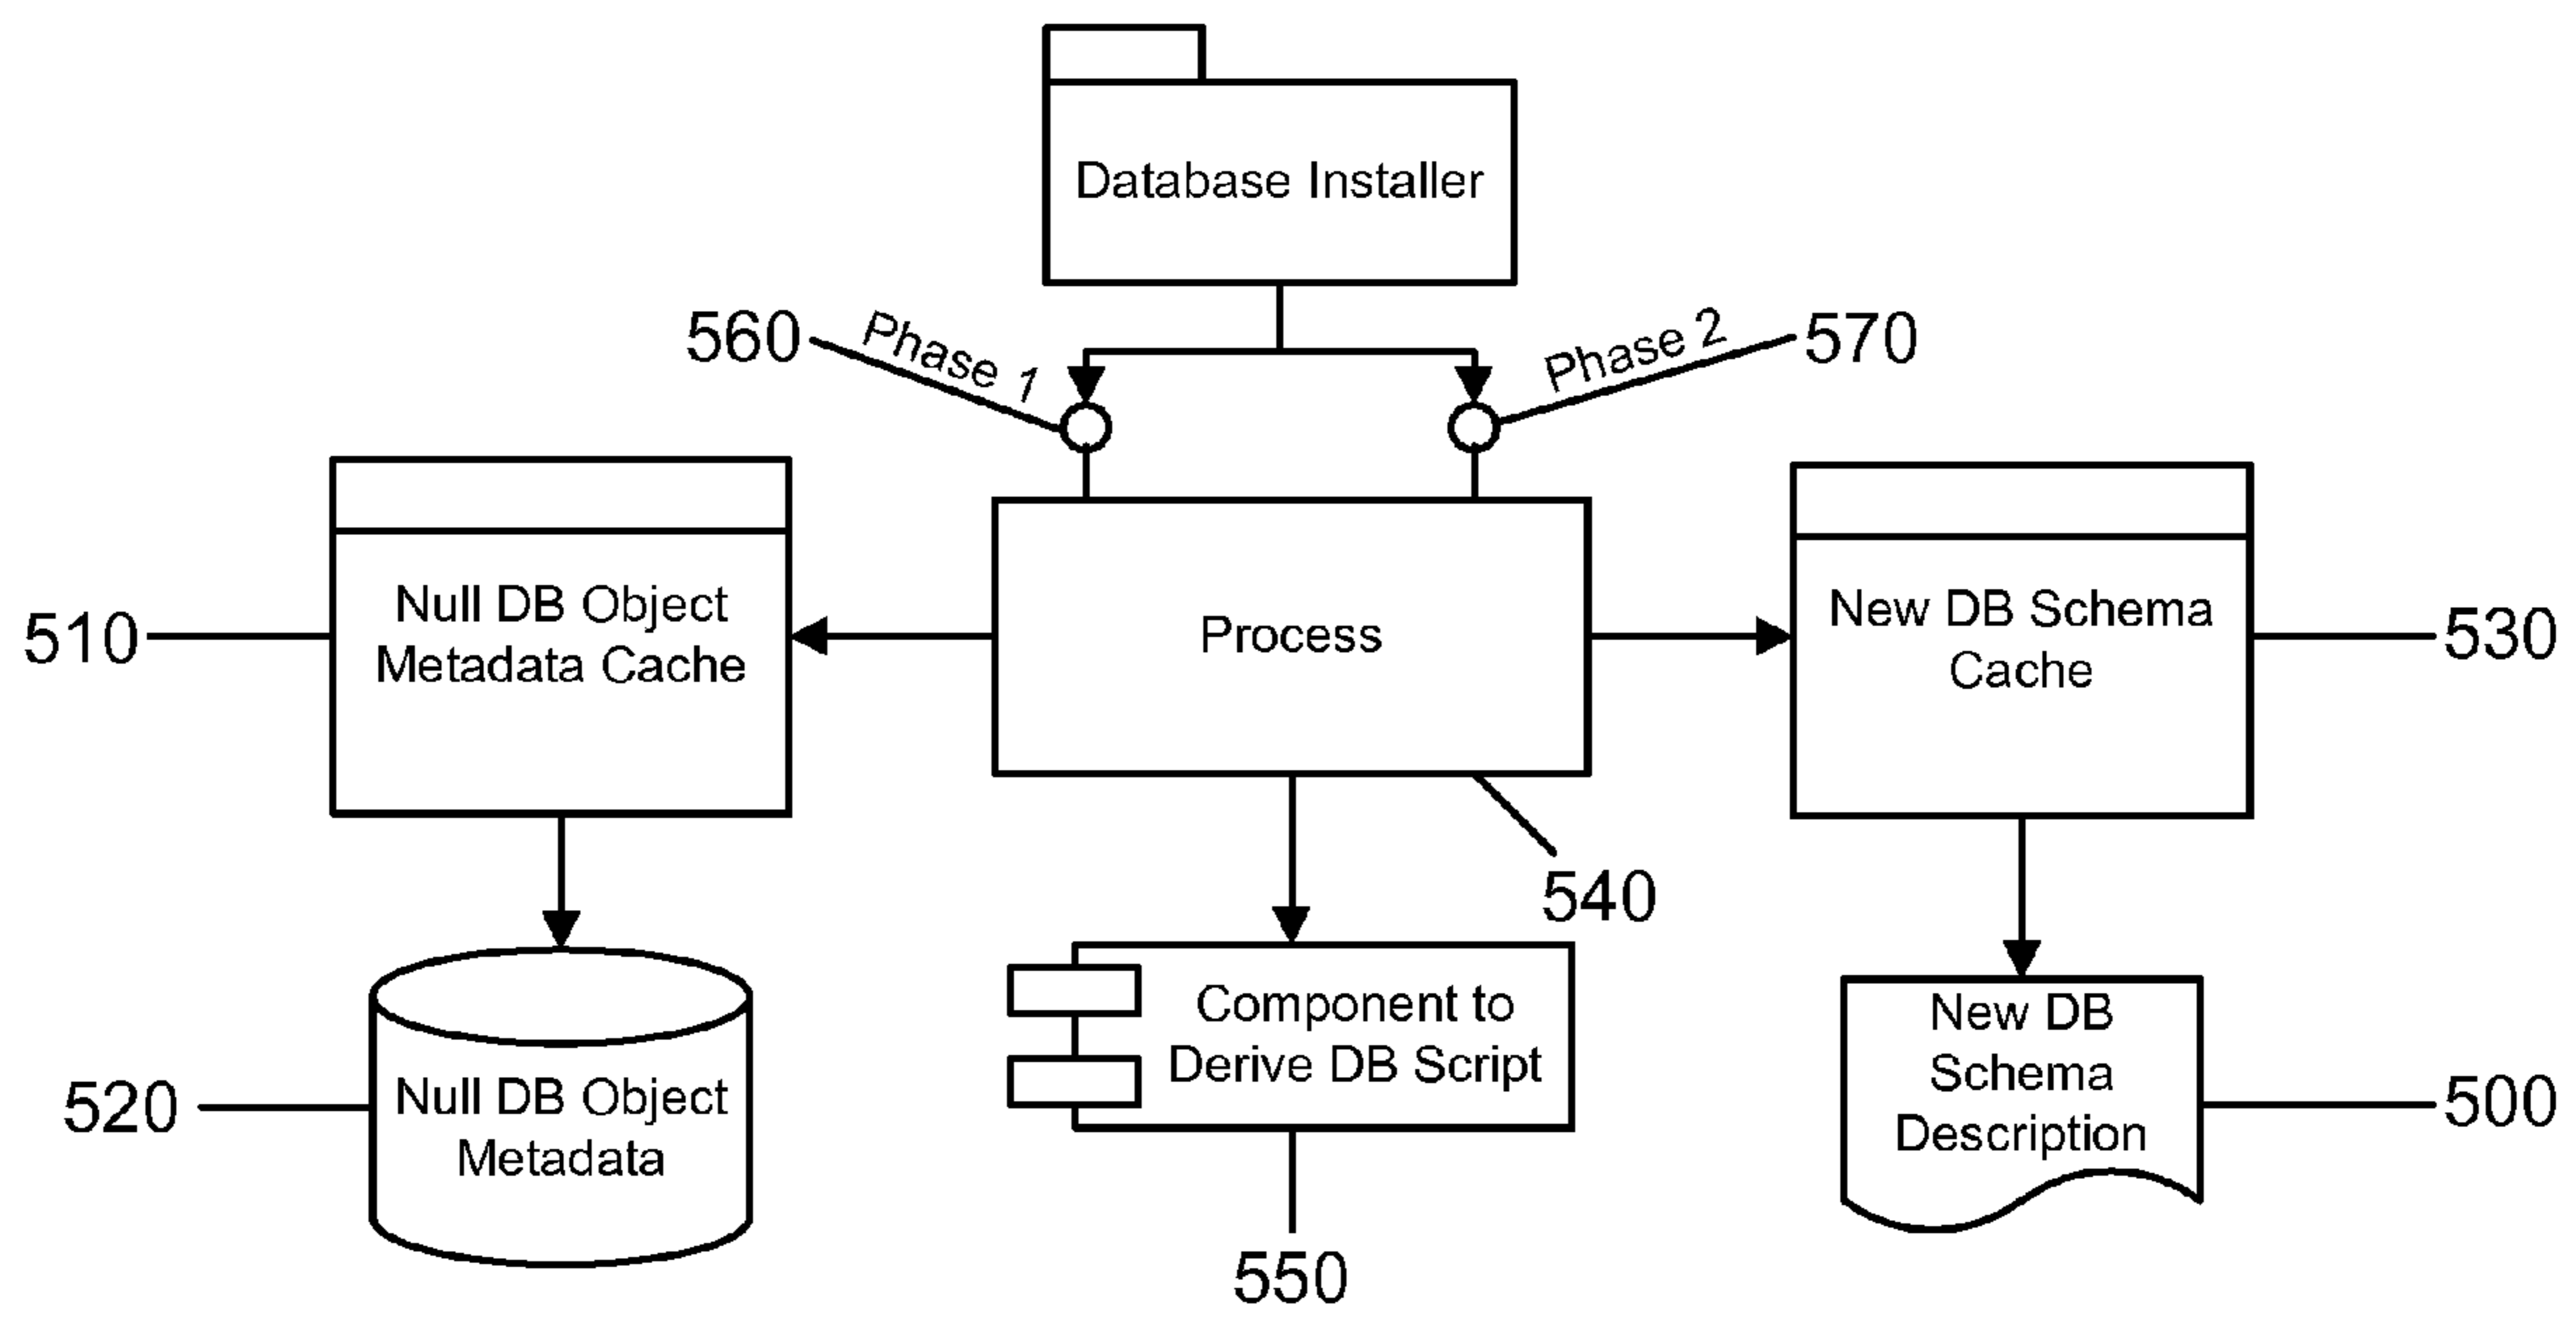 Database Installer
560
Phase 1
Phase 2
570
510
Null DB Object
Metadata Cache
Process
New DB Schema
Cache
530
540
520
Null DB Object
Metadata
Component to
Derive DB Script
550
New DB
Schema
Description
500